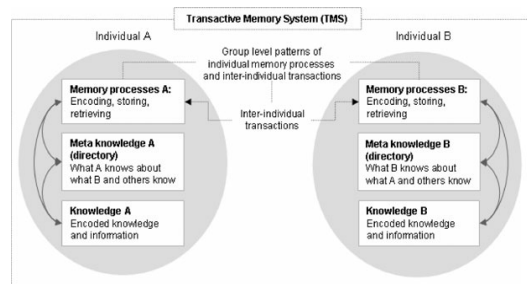 Transactive Memory System (TMS)
Individual A
Individual B
Group level patterns of
individual memory processes
and inter-individual transactions
Memory processes A:
Encoding, storing,
retrieving
Inter-individual
transactions
Memory processes B:
Encoding, storing,
retrieving
Meta knowledge A
(directory)
What A knows about
what B and others know
Meta knowledge B
(directory)
What B knows about
what A and others know
Knowledge A
Encoded knowledge
and information
Knowledge B
Encoded knowledge
and information